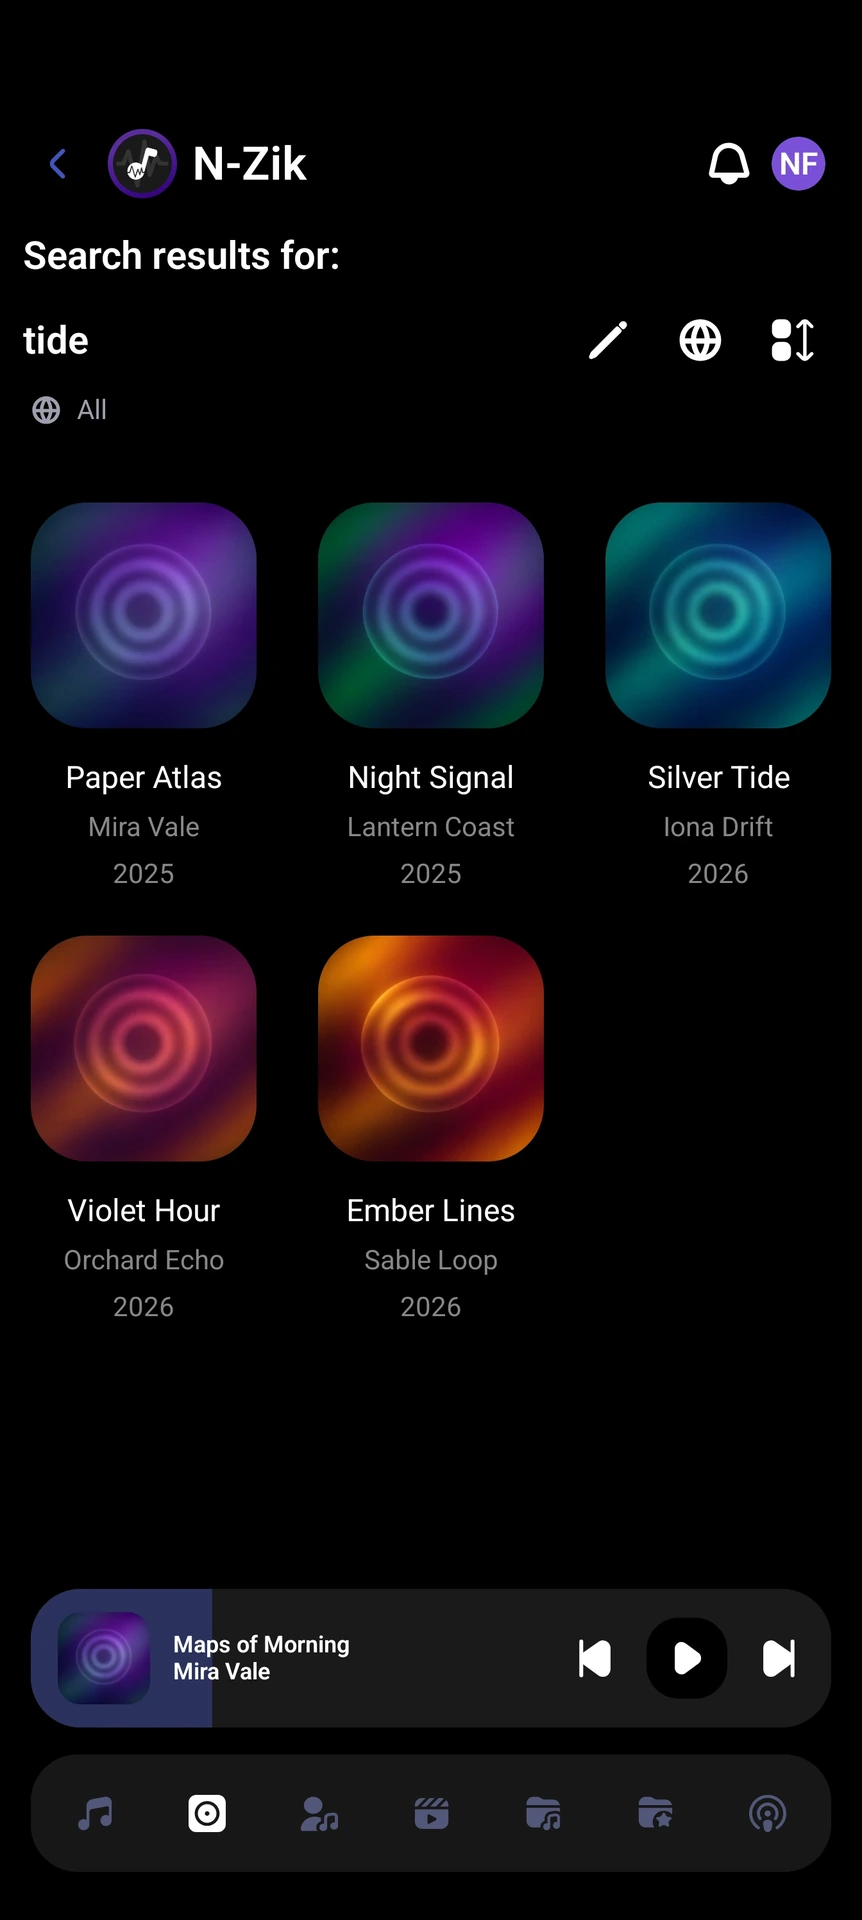 N-Zik
NF
Search results for:
tide
All
Paper Atlas
Mira Vale
2025
Night Signal
Lantern Coast
2025
Silver Tide
Iona Drift
2026
Violet Hour
Orchard Echo
2026
Ember Lines
Sable Loop
2026
Maps of Morning
Mira Vale